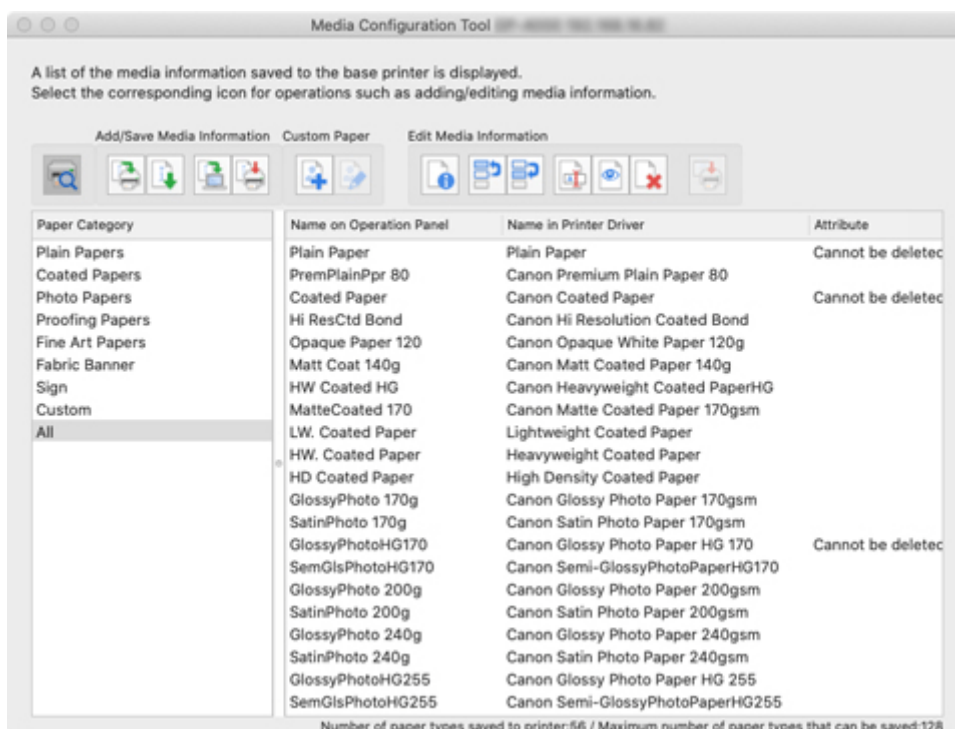 Media Configuration Tool
A list of the media information saved to the base printer is displayed.
Select the corresponding icon for operations such as adding/editing media information.
Add/Save Media Information Custom Paper Edit Media Information
Paper Category Name on Operation Panel Name in Printer Driver Attribute
Plain Papers Plain Paper Plain Paper Cannot be deleted
Coated Papers PremPlainPpr 80 Canon Premium Plain Paper 80
Photo Papers Coated Paper Canon Coated Paper Cannot be deleted
Proofing Papers Hi ResCtd Bond Canon Hi Resolution Coated Bond
Fine Art Papers Opaque Paper 120 Canon Opaque White Paper 120g
Fabric Banner Matt Coat 140g Canon Matt Coated Paper 140g
Sign HW Coated HG Canon Heavyweight Coated PaperHG
Custom MatteCoated 170 Canon Matte Coated Paper 170gsm
All LW. Coated Paper Lightweight Coated Paper
HW. Coated Paper Heavyweight Coated Paper
HD Coated Paper High Density Coated Paper
GlossyPhoto 170g Canon Glossy Photo Paper 170gsm
SatinPhoto 170g Canon Satin Photo Paper 170gsm
GlossyPhotoHG170 Canon Glossy Photo Paper HG 170 Cannot be deleted
SemGlsPhotoHG170 Canon Semi-GlossyPhotoPaperHG170
GlossyPhoto 200g Canon Glossy Photo Paper 200gsm
SatinPhoto 200g Canon Satin Photo Paper 200gsm
GlossyPhoto 240g Canon Glossy Photo Paper 240gsm
SatinPhoto 240g Canon Satin Photo Paper 240gsm
GlossyPhotoHG255 Canon Glossy Photo Paper HG 255
SemGlsPhotoHG255 Canon Semi-GlossyPhotoPaperHG255
Number of paper types saved to printer:56 / Maximum number of paper types that can be saved:128